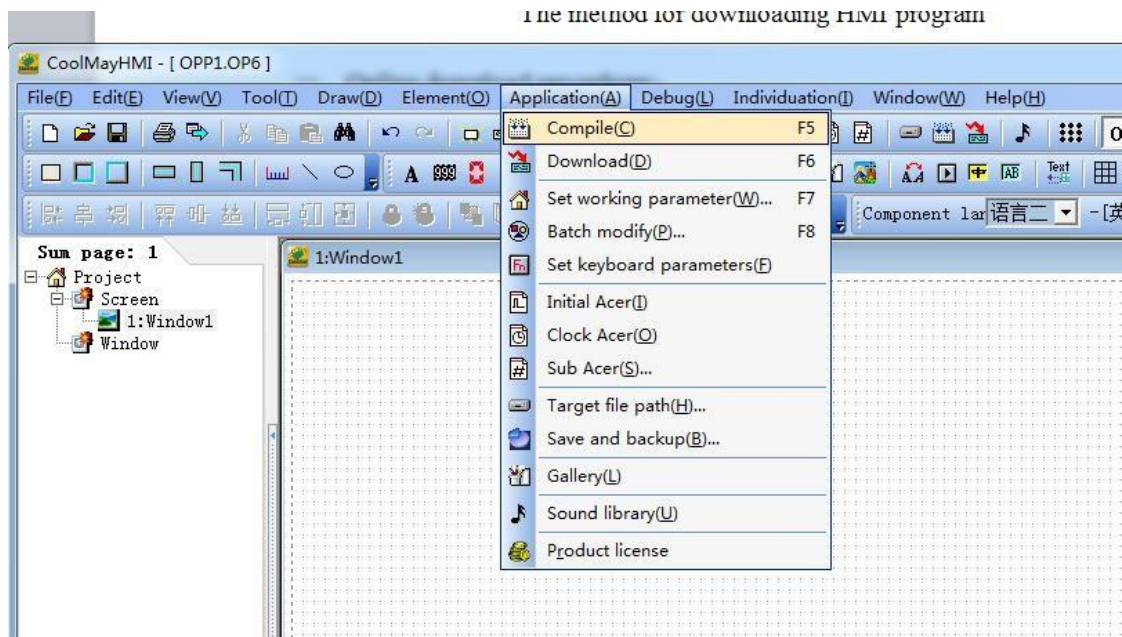 The method for downloading HMI program
CoolMayHMI - [ OPP1.OP6 ]
File(F) Edit(E) View(V) Tool(T) Draw(D) Element(O) Application(A) Debug(L) Individuation(I) Window(W) Help(H)
Compile(C) F5
Download(D) F6
Set working parameter(W)... F7
Batch modify(P)... F8
Set keyboard parameters(F)
Initial Acer(I)
Clock Acer(O)
Sub Acer(S)...
Target file path(H)...
Save and backup(B)...
Gallery(L)
Sound library(U)
Product license
A
AB
Text
Component lar 语言二 -[英
Sum page: 1
Project
Screen
1:Window1
Window
1:Window1